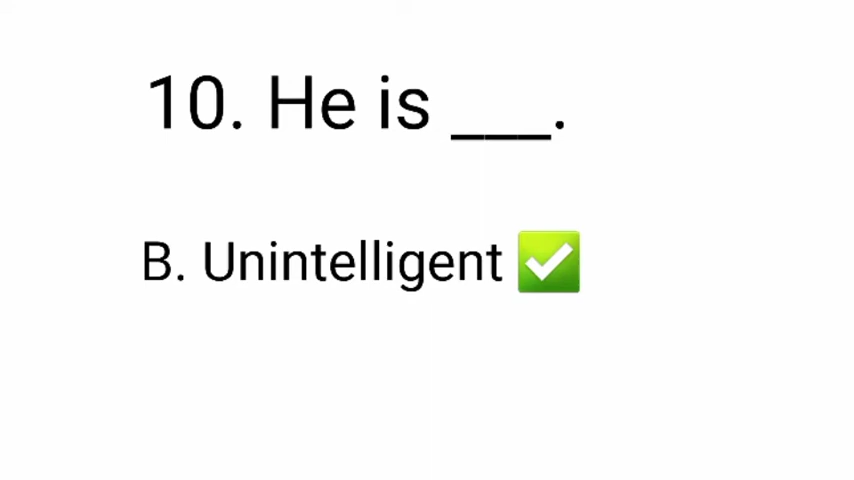 10. He is ___.
B. Unintelligent ✅